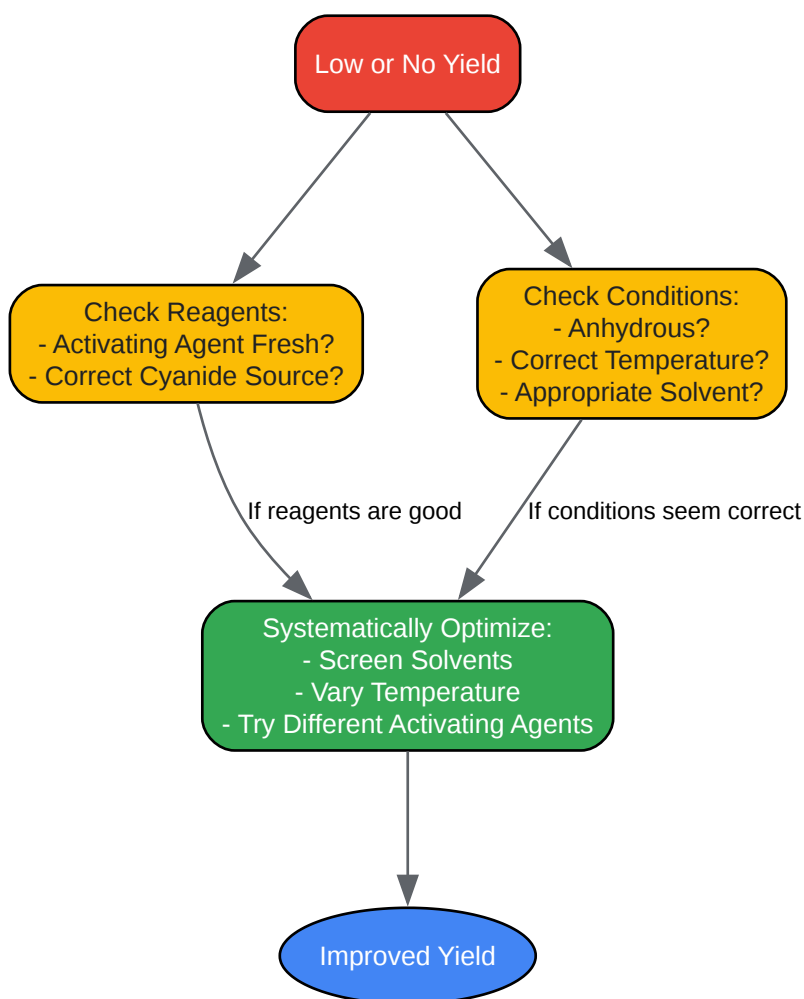 Low or No Yield
Check Reagents:
- Activating Agent Fresh?
- Correct Cyanide Source?
Check Conditions:
- Anhydrous?
- Correct Temperature?
- Appropriate Solvent?
If reagents are good
If conditions seem correct
Systematically Optimize:
- Screen Solvents
- Vary Temperature
- Try Different Activating Agents
Improved Yield